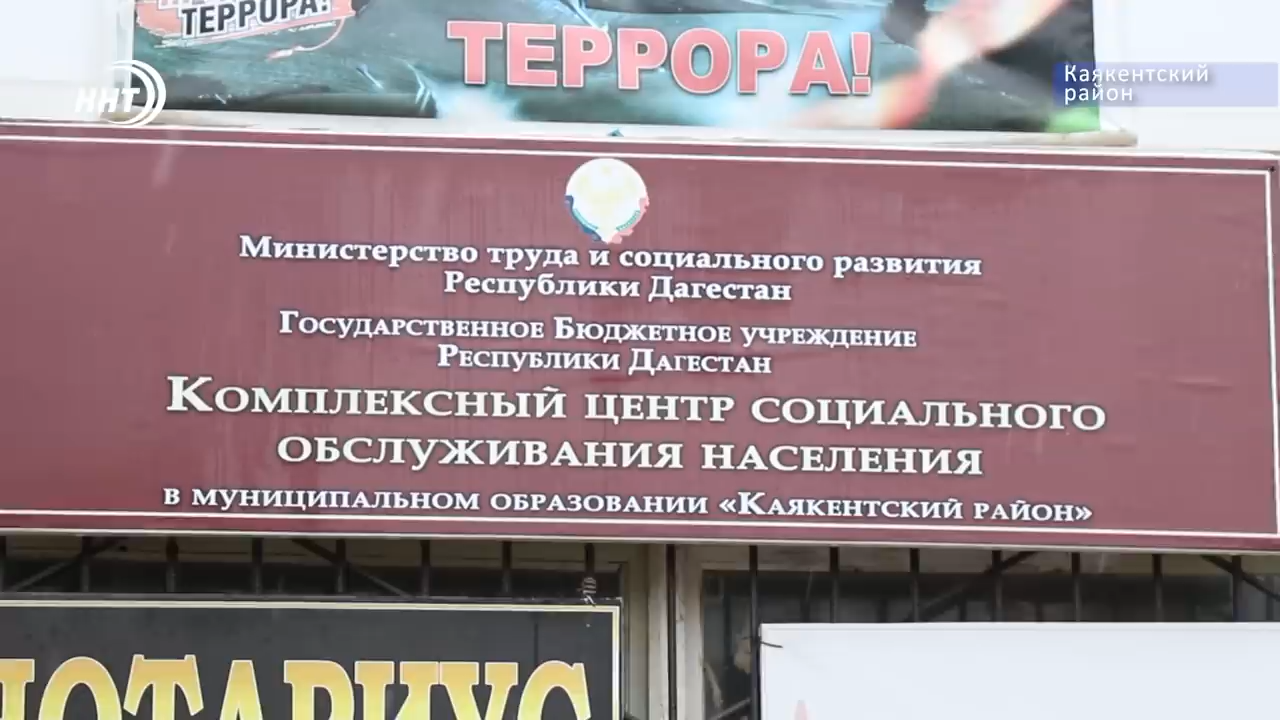 ТЕРРОРА!
ТЕРРОРА!
ННТ
Каякентский
район
Министерство труда и социального развития
Республики Дагестан
Государственное Бюджетное учреждение
Республики Дагестан
Комплексный центр социального
обслуживания населения
в муниципальном образовании «Каякентский район»
НОТАРИУС